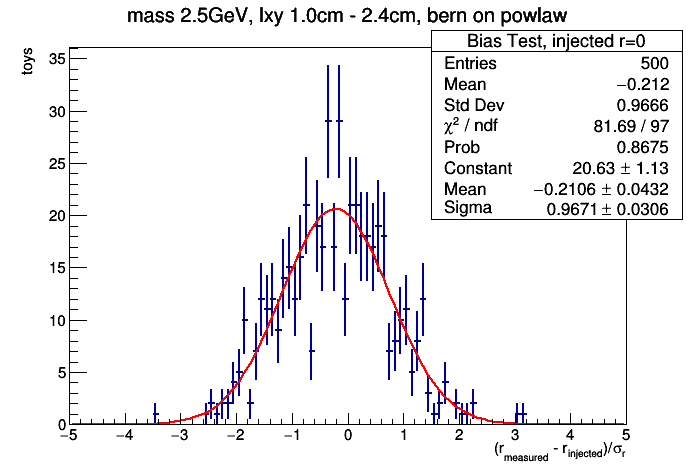 mass 2.5GeV, lxy 1.0cm - 2.4cm, bern on powlaw
toys
Bias Test, injected r=0
Entries 500
Mean −0.212
Std Dev 0.9666
χ² / ndf 81.69 / 97
Prob 0.8675
Constant 20.63 ± 1.13
Mean −0.2106 ± 0.0432
Sigma 0.9671 ± 0.0306
35
30
25
20
15
10
5
0
−5 −4 −3 −2 −1 0 1 2 3 4 5
(r_measured - r_injected)/σ_r